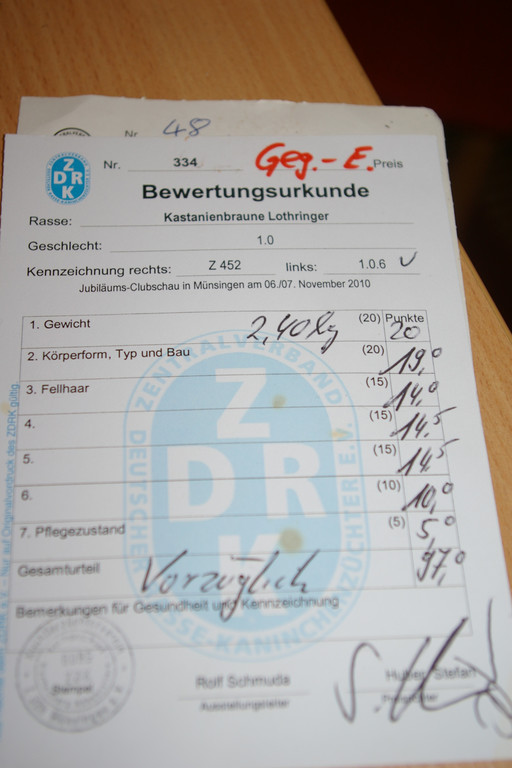 Nr. 48
ZDRK Nr. 334 Geg.-E. Preis
Bewertungsurkunde
Rasse: Kastanienbraune Lothringer
Geschlecht: 1.0
Kennzeichnung rechts: Z 452 links: 1.0.6
Jubiläums-Clubschau in Münsingen am 06./07. November 2010
1. Gewicht 2,40 kg (20) Punkte 20
2. Körperform, Typ und Bau (20) 19,0
3. Fellhaar (15) 14,0
4. (15) 14,5
5. (15) 14,5
6. (10) 10,0
7. Pflegezustand (5) 5,0
Gesamturteil Vorzüglich 97,0
Bemerkungen für Gesundheit und Kennzeichnung
ZENTRALVERBAND DEUTSCHER RASSE-KANINCHENZÜCHTER E.V.
ZDRK
Stempel
Rolf Schmuda
Ausstellungsleiter
Huber Stefan
Preisrichter